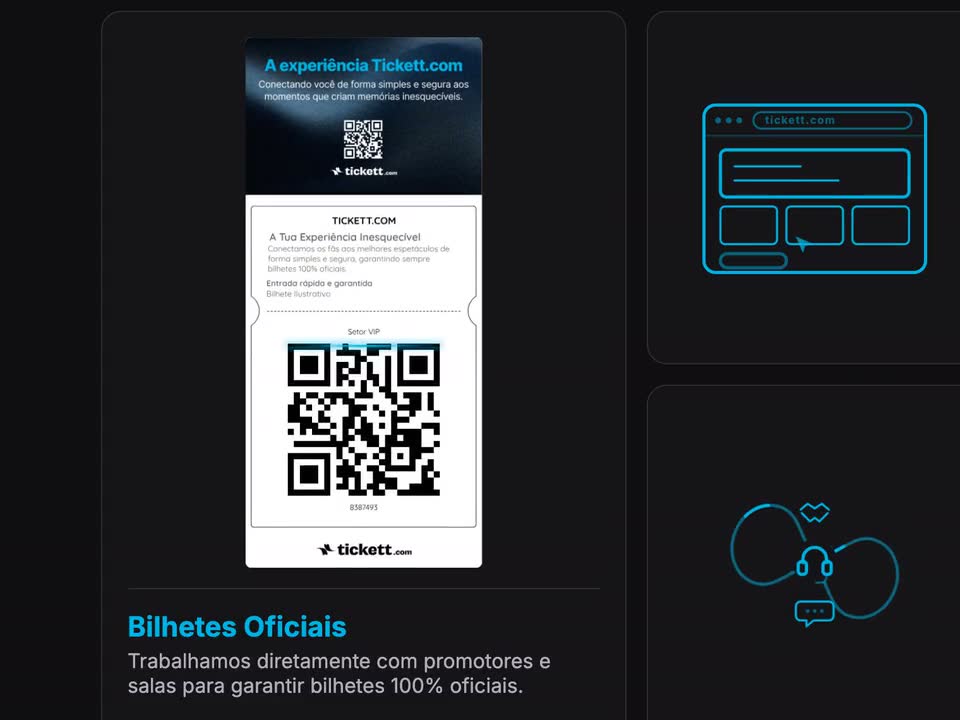 A experiência Tickett.com
Conectando você de forma simples e segura aos
momentos que criam memórias inesquecíveis.
tickett.com
TICKETT.COM
A Tua Experiência Inesquecível
Conectamos os fãs aos melhores espetáculos de
forma simples e segura, garantindo sempre
bilhetes 100% oficiais.
Entrada rápida e garantida
Bilhete Ilustrativo
Setor VIP
8387493
tickett.com
Bilhetes Oficiais
Trabalhamos diretamente com promotores e
salas para garantir bilhetes 100% oficiais.
tickett.com